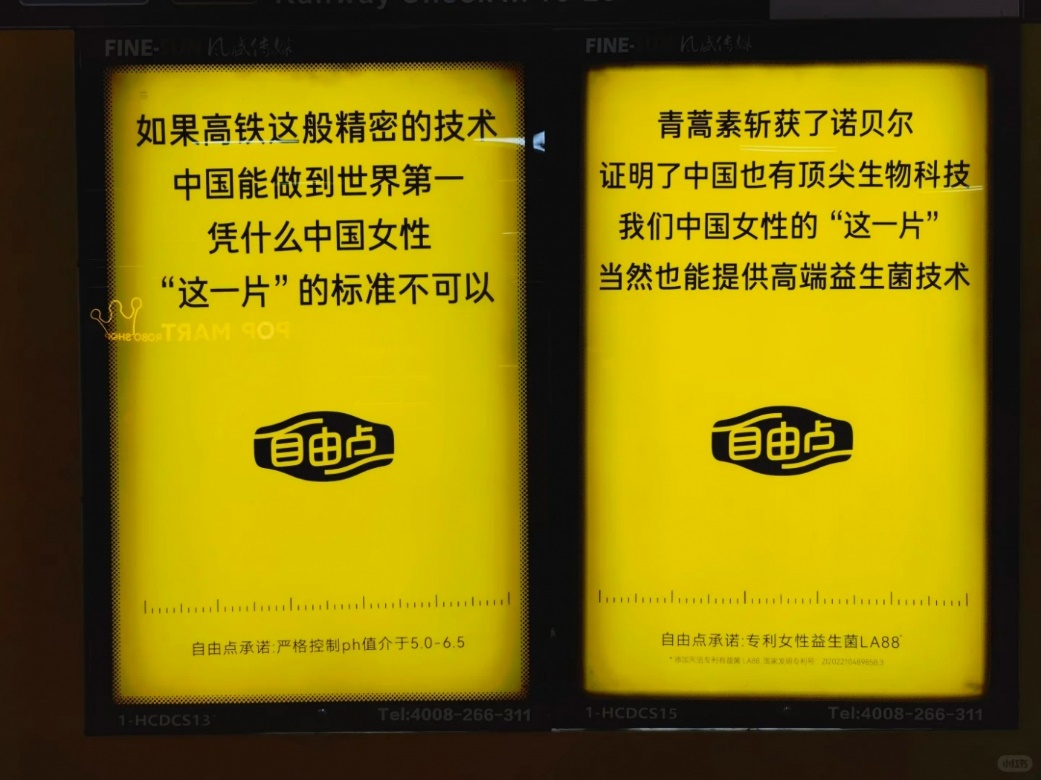 FINE-
如果高铁这般精密的技术
中国能做到世界第一
凭什么中国女性
“这一片”的标准不可以
POP MART
ROBO SHOP
自由点
自由点承诺:严格控制ph值介于5.0-6.5
1-HCDCS13
Tel:4008-266-311
FINE-
青蒿素斩获了诺贝尔
证明了中国也有顶尖生物科技
我们中国女性的“这一片”
当然也能提供高端益生菌技术
自由点
自由点承诺:专利女性益生菌LA88*
1-HCDCS15
Tel:4008-266-311
小红书